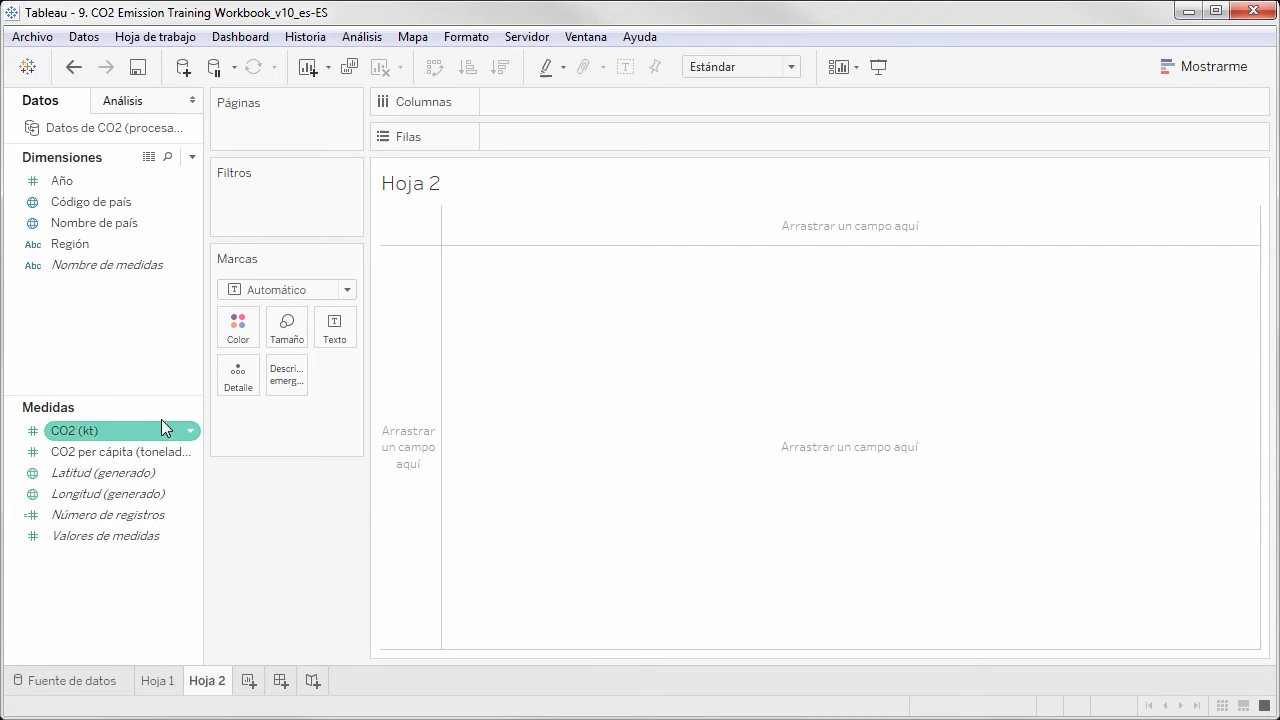 Tableau - 9. CO2 Emission Training Workbook_v10_es-ES
Archivo Datos Hoja de trabajo Dashboard Historia Análisis Mapa Formato Servidor Ventana Ayuda
Estándar
Mostrarme
Datos
Análisis
Datos de CO2 (procesa...
Dimensiones
Año
Código de país
Nombre de país
Abc Región
Abc Nombre de medidas
Medidas
CO2 (kt)
CO2 per cápita (tonelad...
Latitud (generado)
Longitud (generado)
Número de registros
Valores de medidas
Páginas
Filtros
Marcas
Automático
Color
Tamaño
Texto
Detalle
Descri...
emerg...
Columnas
Filas
Hoja 2
Arrastrar un campo aquí
Arrastrar
un campo
aquí
Arrastrar un campo aquí
Fuente de datos
Hoja 1
Hoja 2